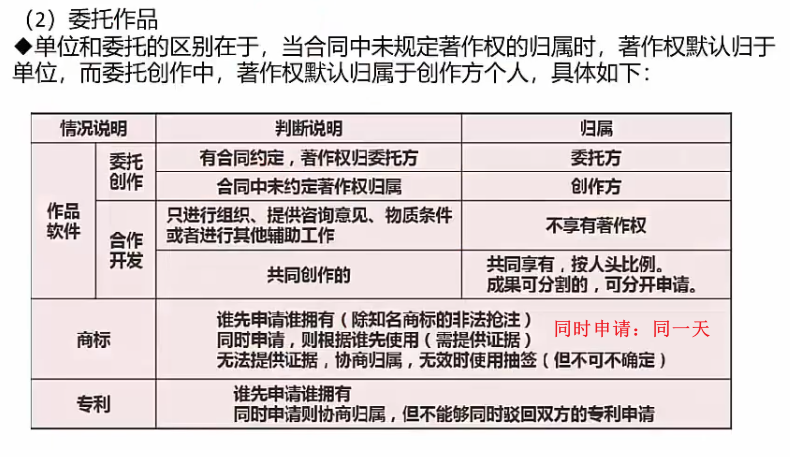 （2）委托作品
◆单位和委托的区别在于，当合同中未规定著作权的归属时，著作权默认归于
单位，而委托创作中，著作权默认归属于创作方个人，具体如下：
情况说明 判断说明 归属
作品
软件
委托
创作
有合同约定，著作权归委托方 委托方
合同中未约定著作权归属 创作方
合作
开发
只进行组织、提供咨询意见、物质条件
或者进行其他辅助工作
不享有著作权
共同创作的
共同享有，按人头比例。
成果可分割的，可分开申请。
商标
谁先申请谁拥有（除知名商标的非法抢注）
同时申请，则根据谁先使用（需提供证据）
无法提供证据，协商归属，无效时使用抽签（但不可不确定）
同时申请：同一天
专利
谁先申请谁拥有
同时申请则协商归属，但不能够同时驳回双方的专利申请